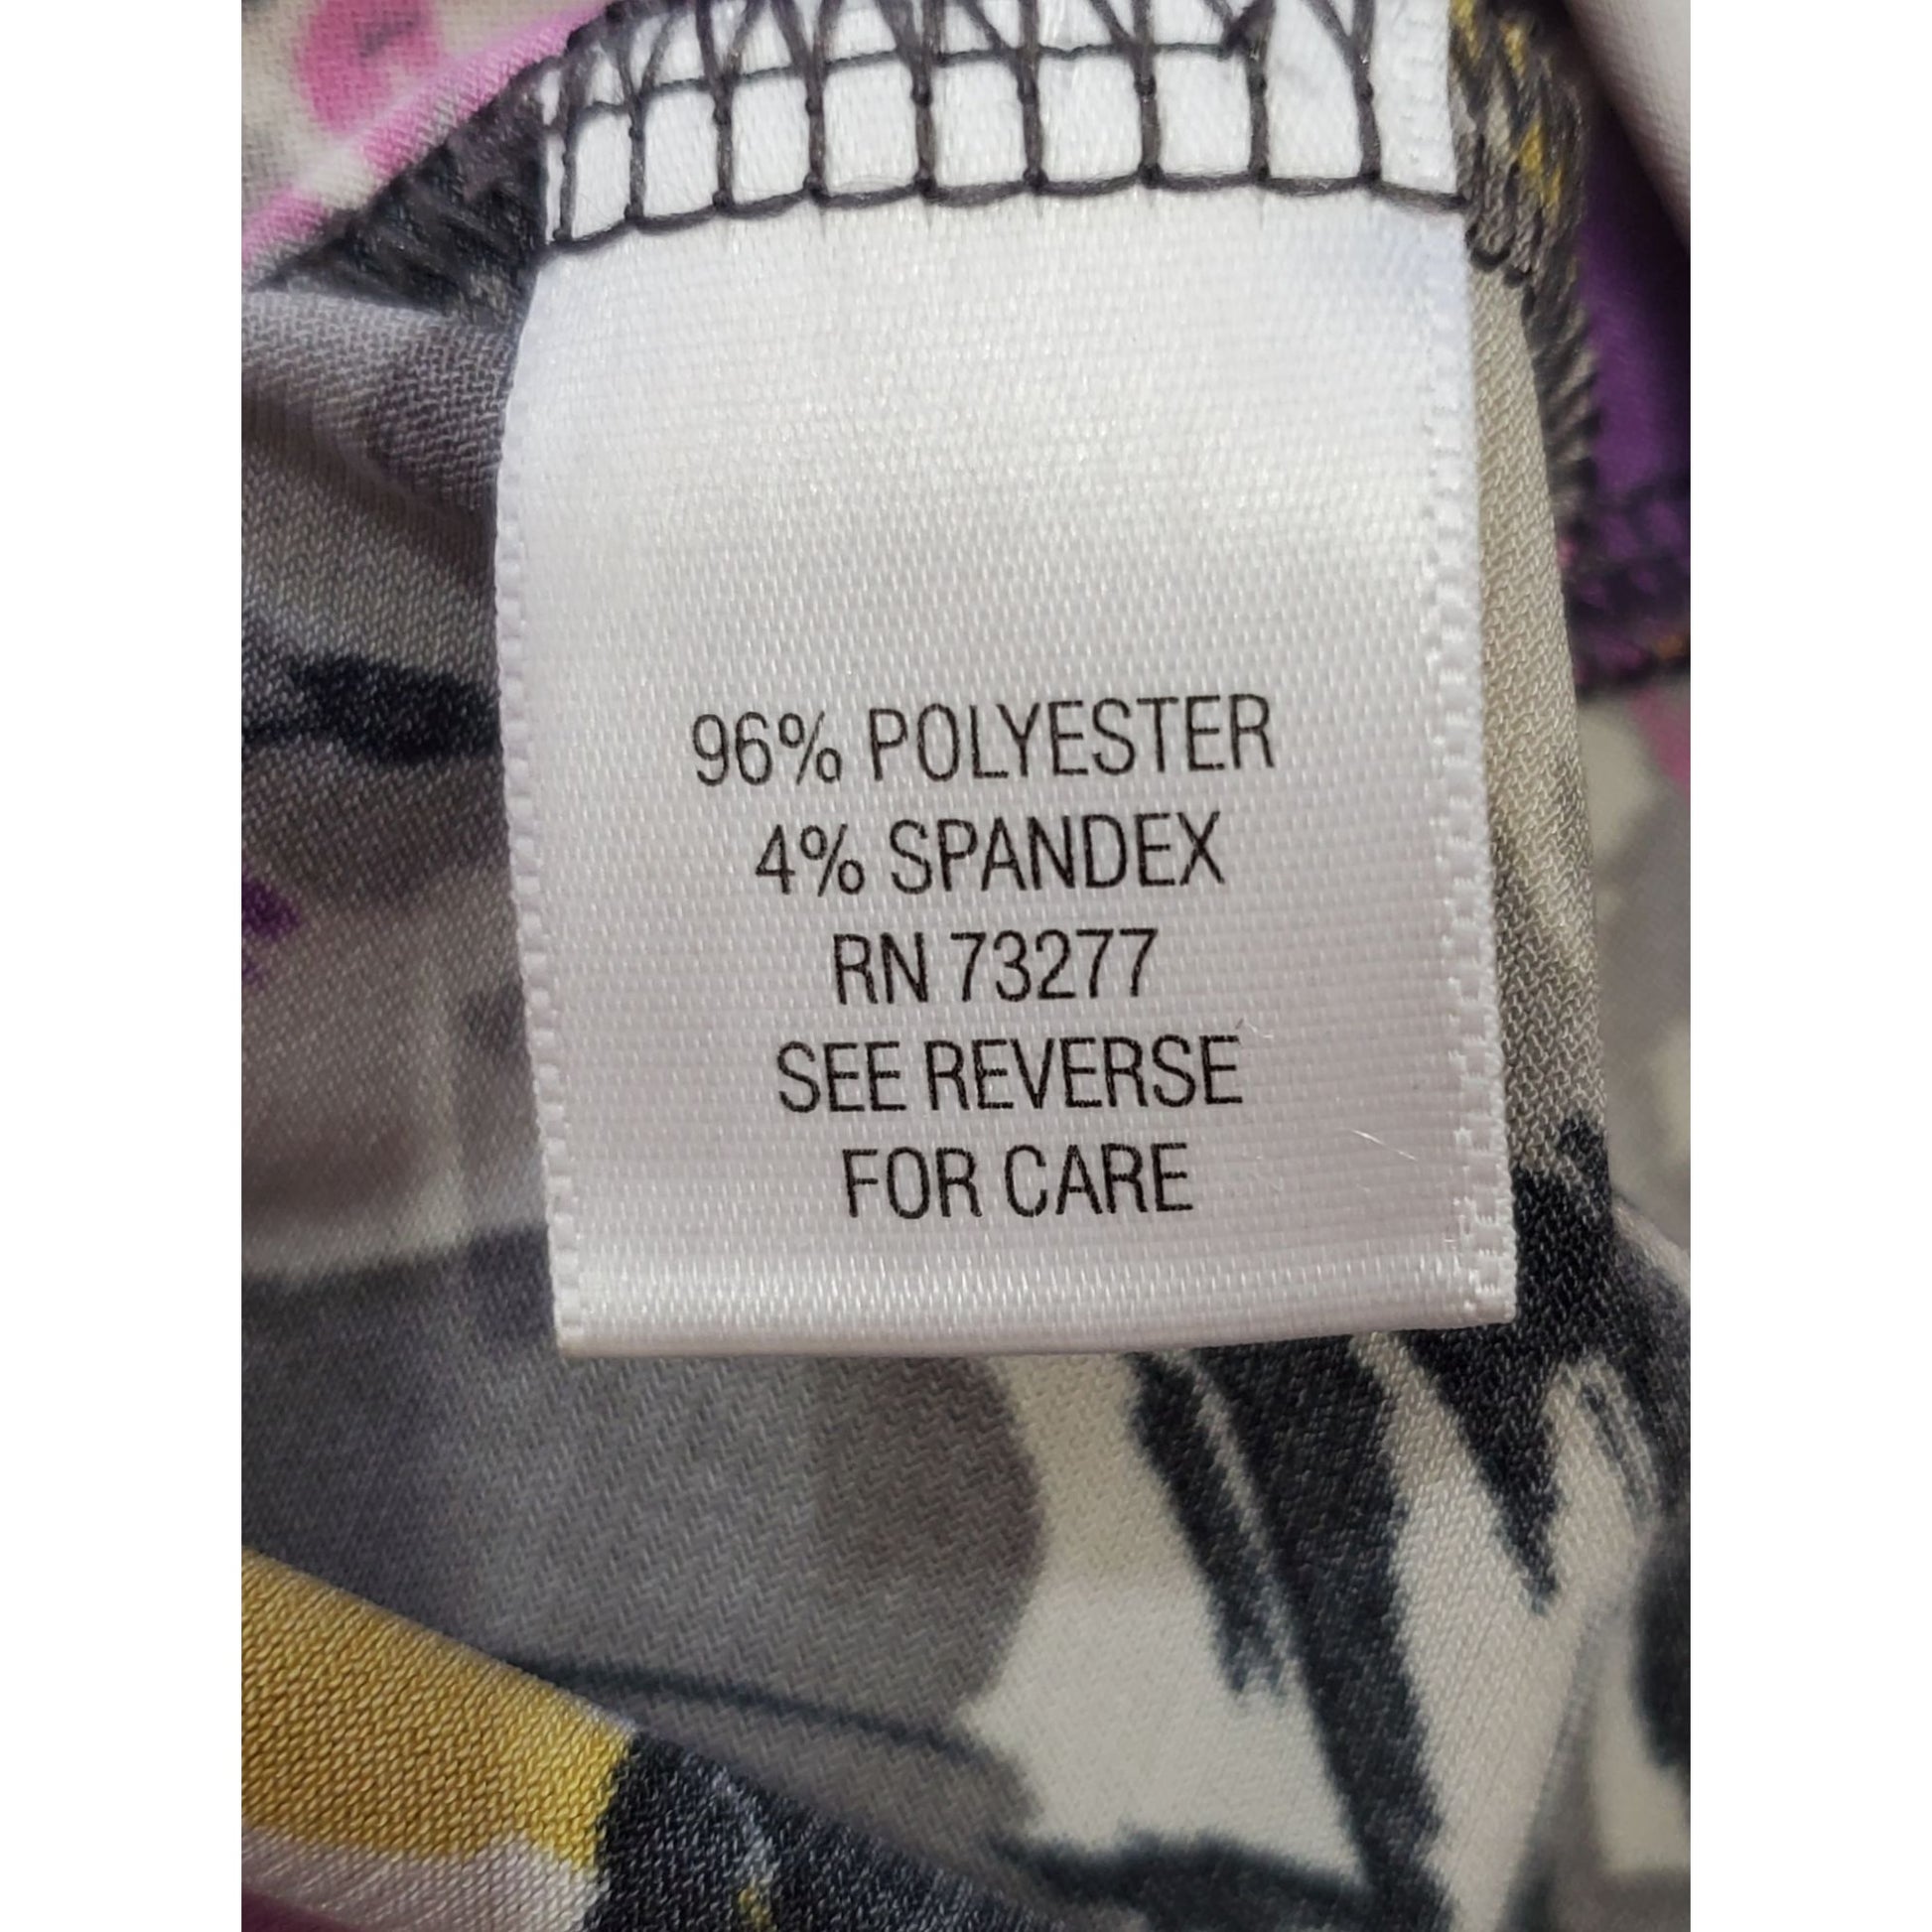 96% POLYESTER
4% SPANDEX
RN 73277
SEE REVERSE
FOR CARE